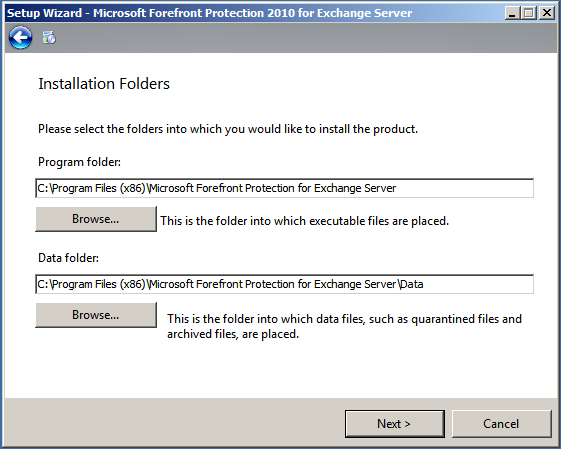 Setup Wizard - Microsoft Forefront Protection 2010 for Exchange Server
Installation Folders
Please select the folders into which you would like to install the product.
Program folder:
C:\Program Files (x86)\Microsoft Forefront Protection for Exchange Server
Browse... This is the folder into which executable files are placed.
Data folder:
C:\Program Files (x86)\Microsoft Forefront Protection for Exchange Server\Data
Browse... This is the folder into which data files, such as quarantined files and
archived files, are placed.
Next > Cancel